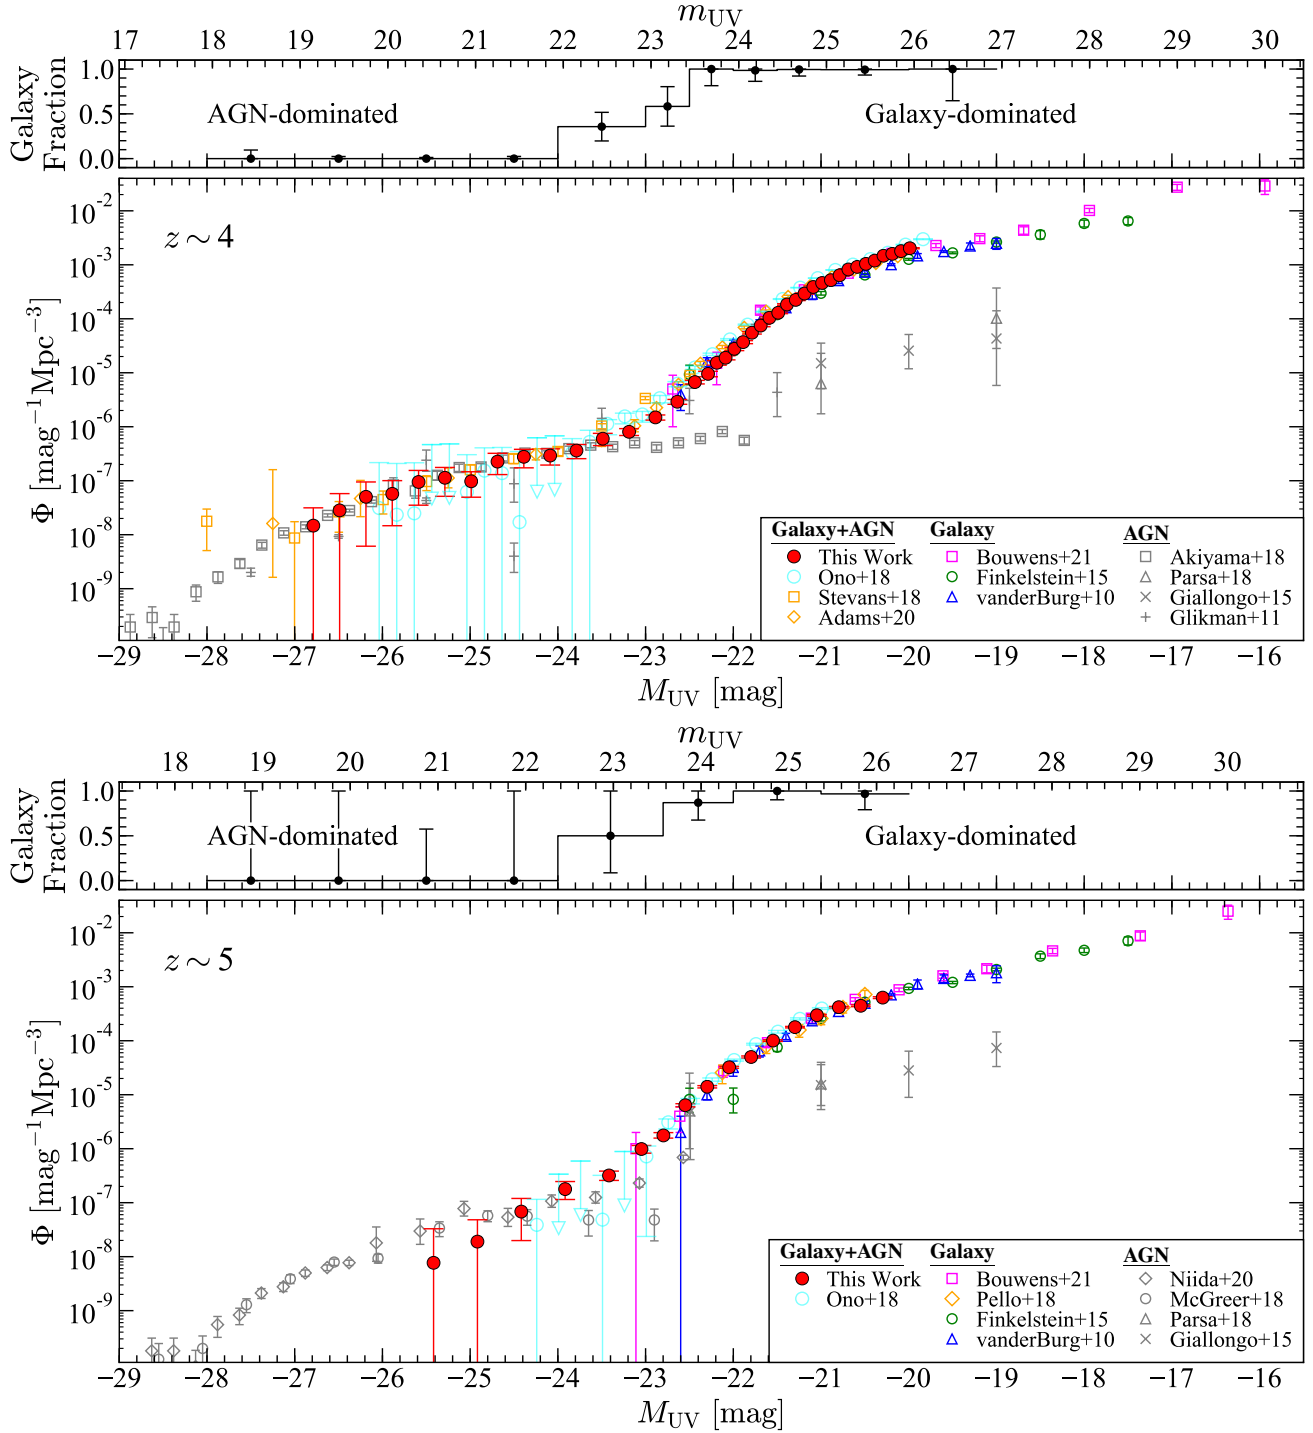 m_UV
17 18 19 20 21 22 23 24 25 26 27 28 29 30
Galaxy
Fraction
1.0
0.5
0.0
AGN-dominated
Galaxy-dominated
z ~ 4
Φ [mag⁻¹Mpc⁻³]
10⁻²
10⁻³
10⁻⁴
10⁻⁵
10⁻⁶
10⁻⁷
10⁻⁸
10⁻⁹
Galaxy+AGN
This Work
Ono+18
Stevans+18
Adams+20
Galaxy
Bouwens+21
Finkelstein+15
vanderBurg+10
AGN
Akiyama+18
Parsa+18
Giallongo+15
Glikman+11
−29 −28 −27 −26 −25 −24 −23 −22 −21 −20 −19 −18 −17 −16
M_UV [mag]
m_UV
18 19 20 21 22 23 24 25 26 27 28 29 30
Galaxy
Fraction
1.0
0.5
0.0
AGN-dominated
Galaxy-dominated
z ~ 5
Φ [mag⁻¹Mpc⁻³]
10⁻²
10⁻³
10⁻⁴
10⁻⁵
10⁻⁶
10⁻⁷
10⁻⁸
10⁻⁹
Galaxy+AGN
This Work
Ono+18
Galaxy
Bouwens+21
Pello+18
Finkelstein+15
vanderBurg+10
AGN
Niida+20
McGreer+18
Parsa+18
Giallongo+15
−29 −28 −27 −26 −25 −24 −23 −22 −21 −20 −19 −18 −17 −16
M_UV [mag]